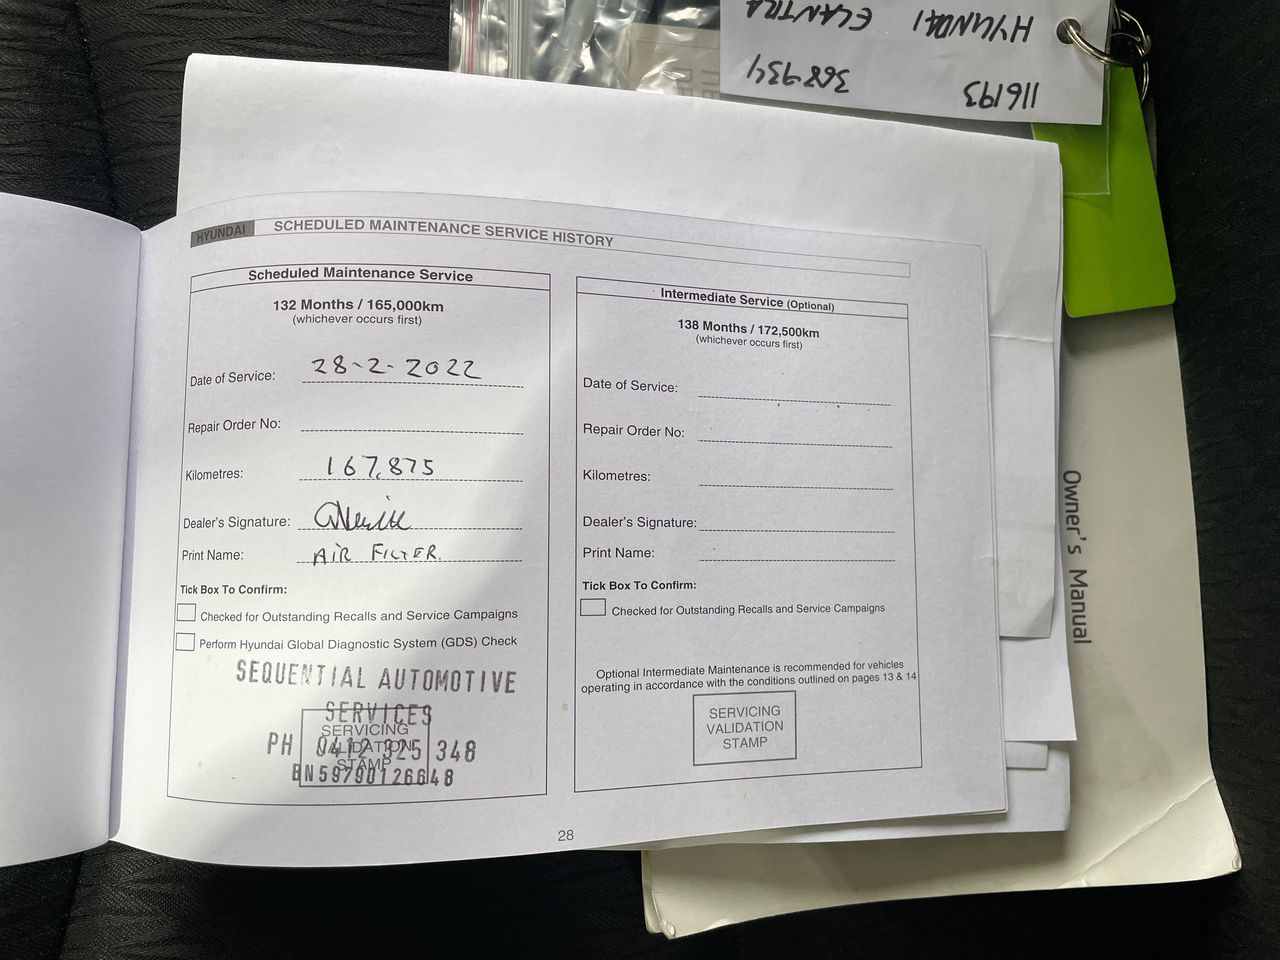 HYUNDAI ELANTRA
116193 368934
HYUNDAI SCHEDULED MAINTENANCE SERVICE HISTORY
Scheduled Maintenance Service
132 Months / 165,000km
(whichever occurs first)
Date of Service: 28-2-2022
Repair Order No:
Kilometres: 167,875
Dealer's Signature:
Print Name: AIR FILTER.
Tick Box To Confirm:
Checked for Outstanding Recalls and Service Campaigns
Perform Hyundai Global Diagnostic System (GDS) Check
SEQUENTIAL AUTOMOTIVE
SERVICES
SERVICING
VALIDATION
STAMP
PH 0412 325 348
BN59790126648
Intermediate Service (Optional)
138 Months / 172,500km
(whichever occurs first)
Date of Service:
Repair Order No:
Kilometres:
Dealer's Signature:
Print Name:
Tick Box To Confirm:
Checked for Outstanding Recalls and Service Campaigns
Optional Intermediate Maintenance is recommended for vehicles
operating in accordance with the conditions outlined on pages 13 & 14
SERVICING
VALIDATION
STAMP
28
Owner's Manual